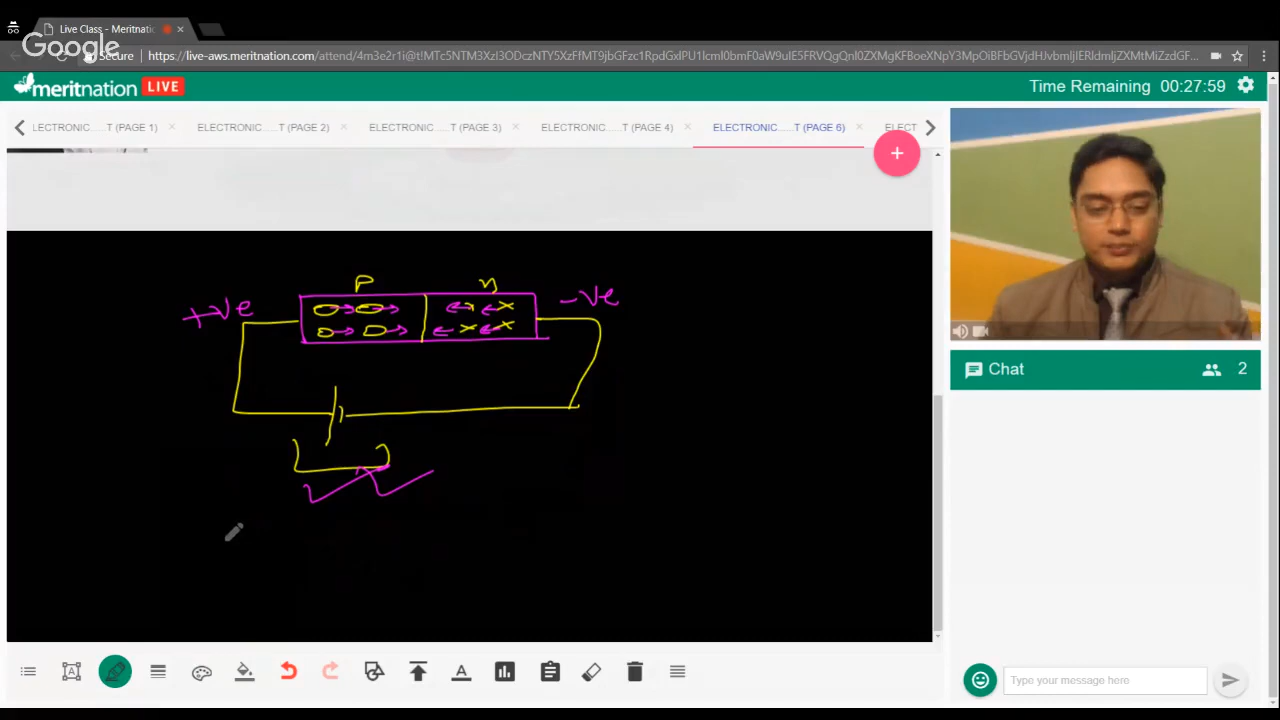 Live Class - Meritnatio
Google
Secure
https://live-aws.meritnation.com/attend/
meritnation LIVE
Time Remaining 00:27:59
LECTRONIC.....T (PAGE 1)
ELECTRONIC ......T (PAGE 2)
ELECTRONIC ......T (PAGE 3)
ELECTRONIC ......T (PAGE 4)
ELECTRONIC ......T (PAGE 6)
ELECT
P n
+ve
-ve
Chat 2
A
A
Type your message here